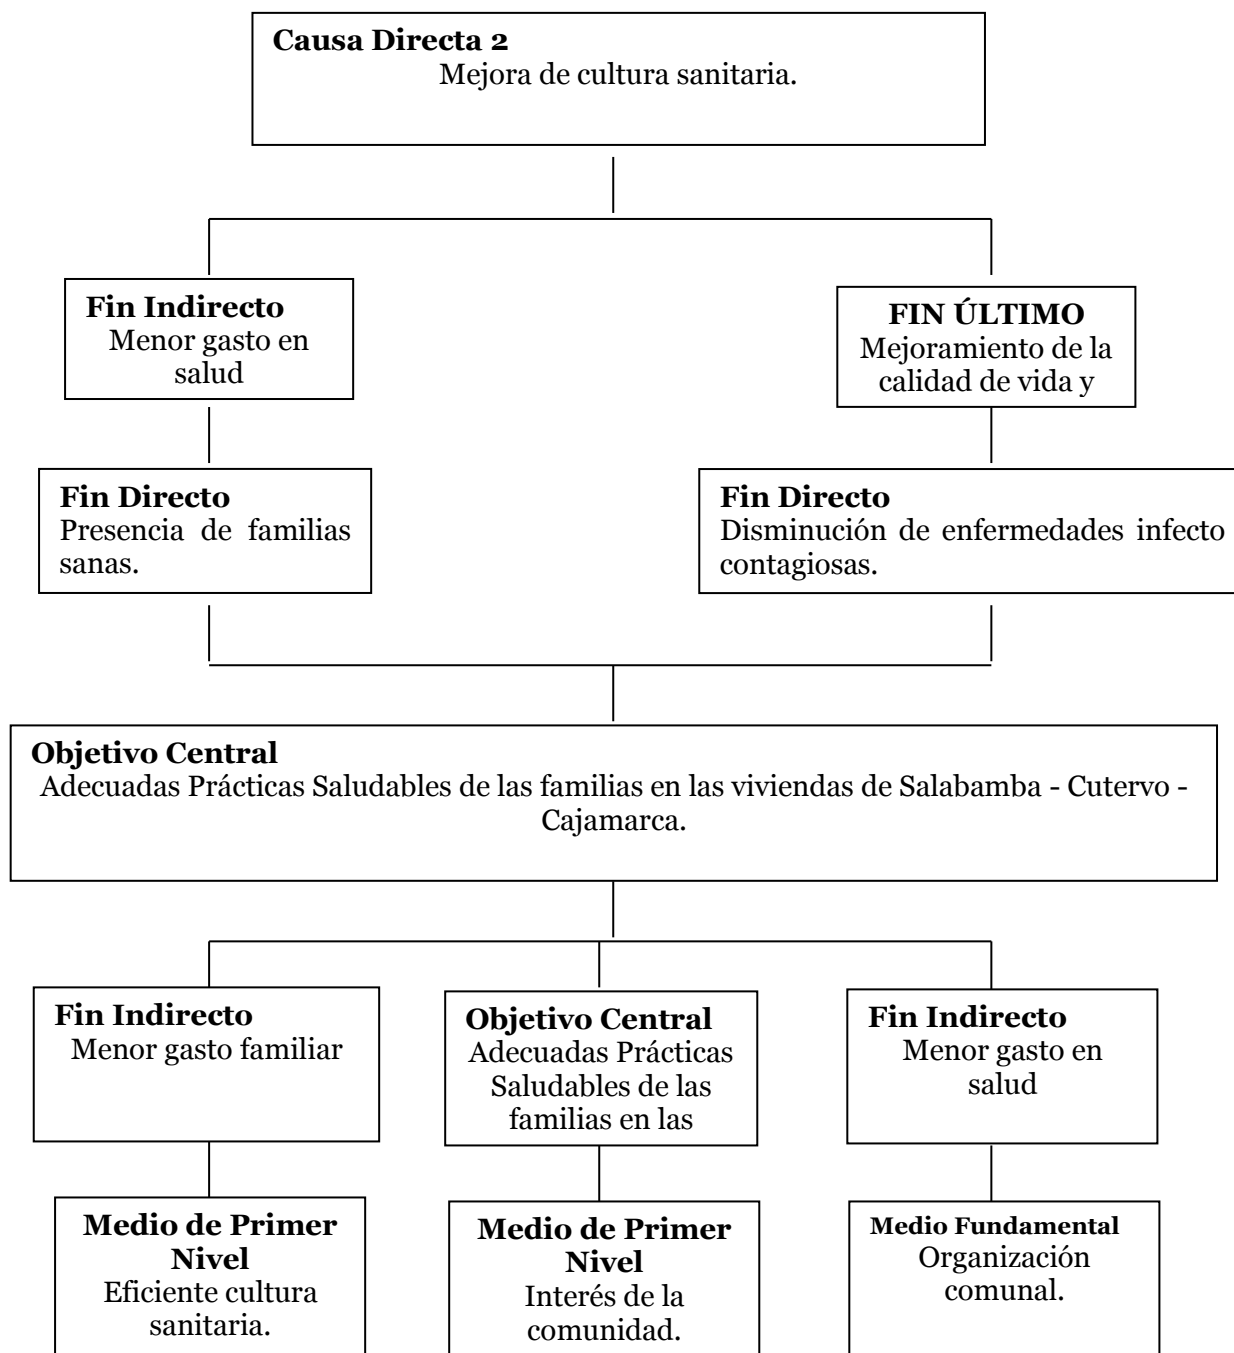 Causa Directa 2
Mejora de cultura sanitaria.
Fin Indirecto
Menor gasto en
salud
FIN ÚLTIMO
Mejoramiento de la
calidad de vida y
Fin Directo
Presencia de familias
sanas.
Fin Directo
Disminución de enfermedades infecto
contagiosas.
Objetivo Central
Adecuadas Prácticas Saludables de las familias en las viviendas de Salabamba - Cutervo -
Cajamarca.
Fin Indirecto
Menor gasto familiar
Objetivo Central
Adecuadas Prácticas
Saludables de las
familias en las
Fin Indirecto
Menor gasto en
salud
Medio de Primer
Nivel
Eficiente cultura
sanitaria.
Medio de Primer
Nivel
Interés de la
comunidad.
Medio Fundamental
Organización
comunal.